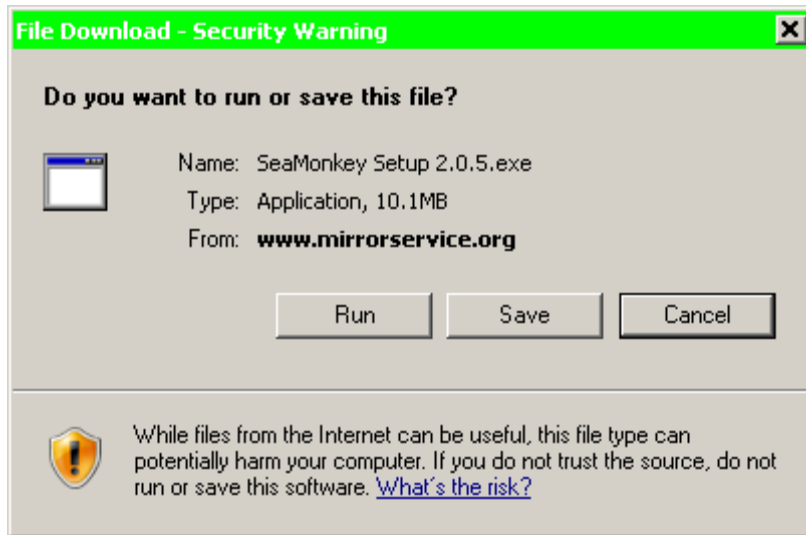 File Download - Security Warning
Do you want to run or save this file?
Name: SeaMonkey Setup 2.0.5.exe
Type: Application, 10.1MB
From: www.mirrorservice.org
Run Save Cancel
While files from the Internet can be useful, this file type can
potentially harm your computer. If you do not trust the source, do not
run or save this software. What's the risk?